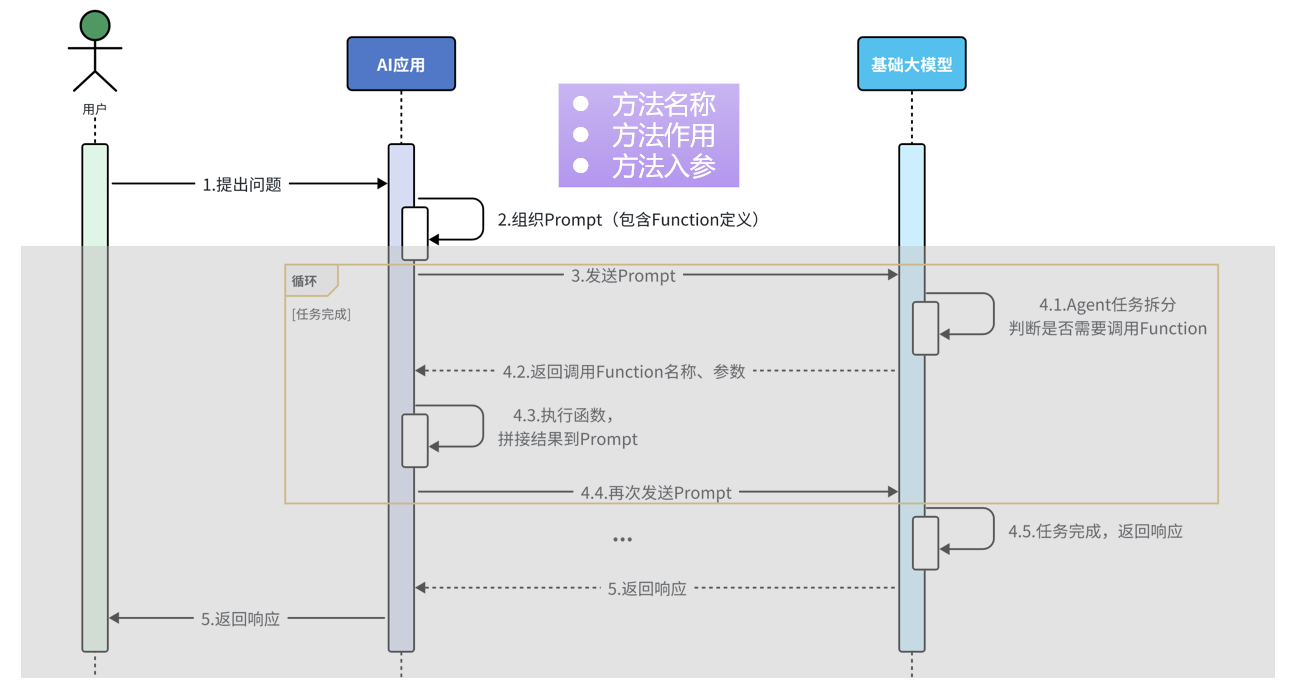 用户
AI应用
基础大模型
● 方法名称
● 方法作用
● 方法入参
1.提出问题
2.组织Prompt（包含Function定义）
循环
[任务完成]
3.发送Prompt
4.1.Agent任务拆分
判断是否需要调用Function
4.2.返回调用Function名称、参数
4.3.执行函数，
拼接结果到Prompt
4.4.再次发送Prompt
4.5.任务完成，返回响应
...
5.返回响应
5.返回响应